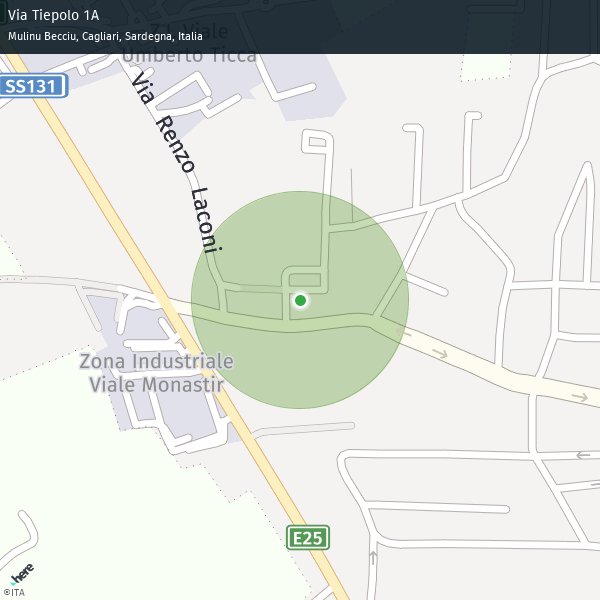 Via Tiepolo 1A
Mulinu Becciu, Cagliari, Sardegna, Italia
Z.I. Viale
Umberto Ticca
SS131
Via Renzo Laconi
Zona Industriale
Viale Monastir
E25
here
©ITA